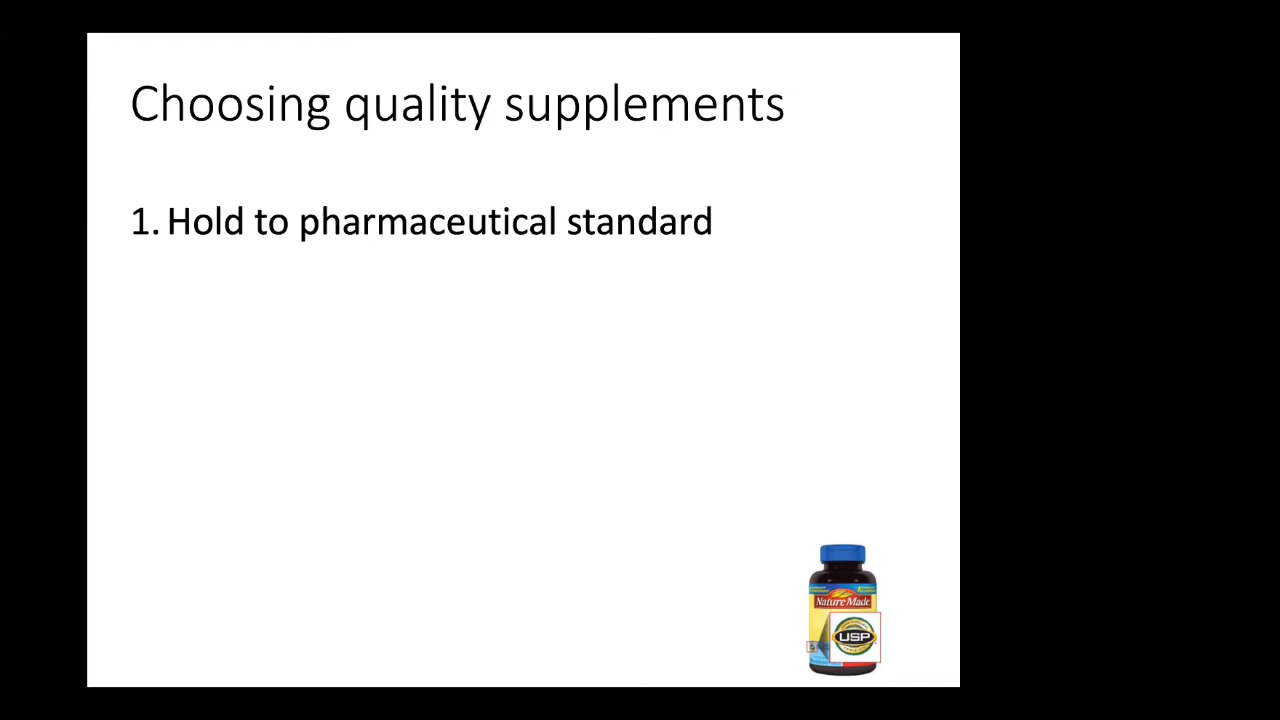 Choosing quality supplements
1. Hold to pharmaceutical standard
Nature Made
USP